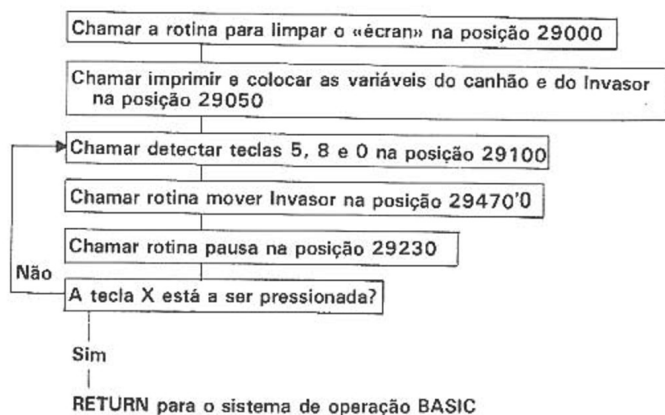 Chamar a rotina para limpar o «écran» na posição 29000
Chamar imprimir e colocar as variáveis do canhão e do Invasor
na posição 29050
Chamar detectar teclas 5, 8 e 0 na posição 29100
Chamar rotina mover Invasor na posição 29470'0
Chamar rotina pausa na posição 29230
Não
A tecla X está a ser pressionada?
Sim
RETURN para o sistema de operação BASIC